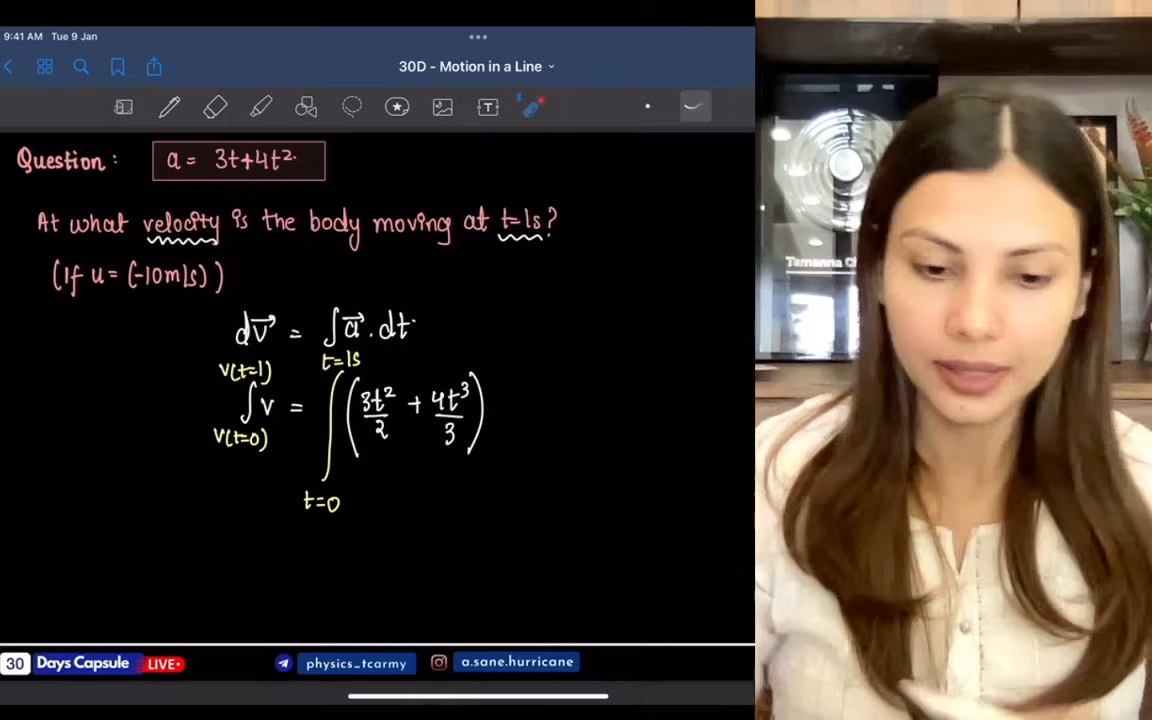 9:41 AM Tue 9 Jan
30D - Motion in a Line
T
Question: a = 3t+4t²
At what velocity is the body moving at t=1s?
(If u = (-10m/s))
dv⃗ = ∫a⃗. dt
v(t=1) t=1s
∫v = ∫(3t²/2 + 4t³/3)
v(t=0)
t=0
30 Days Capsule LIVE physics_tcarmy a.sane.hurricane